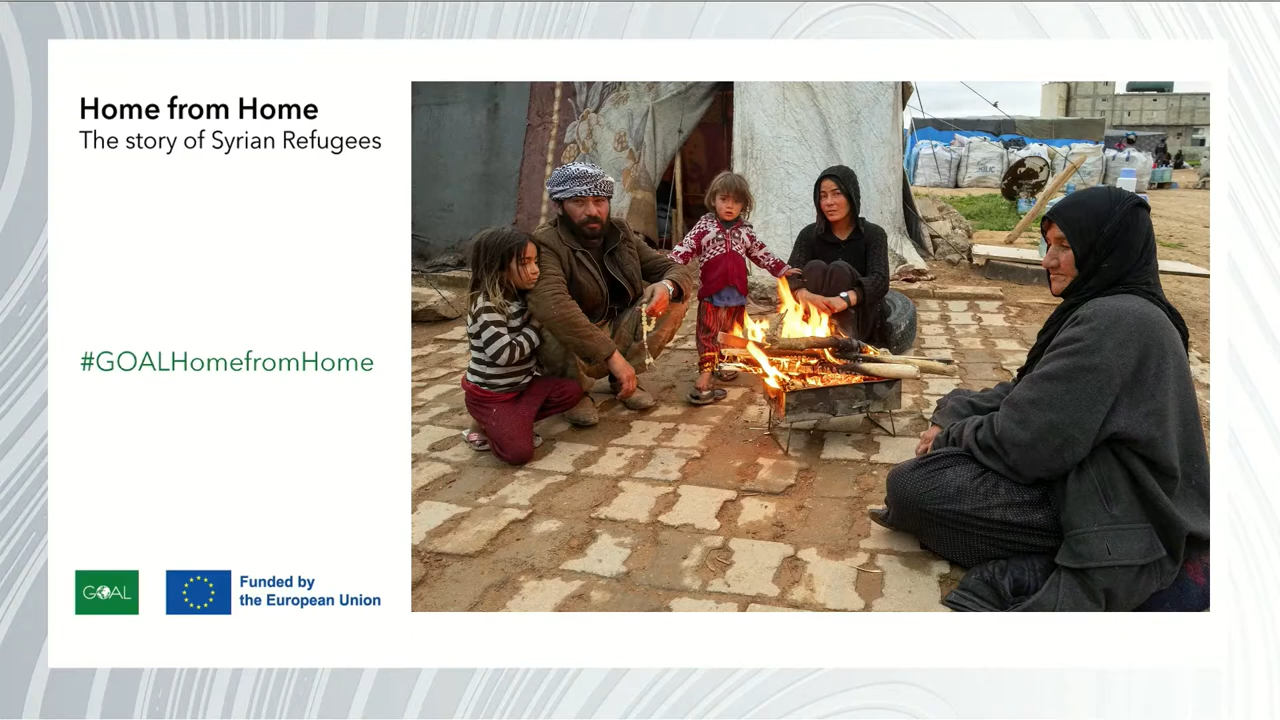 Home from Home
The story of Syrian Refugees
#GOALHomefromHome
GOAL
Funded by
the European Union